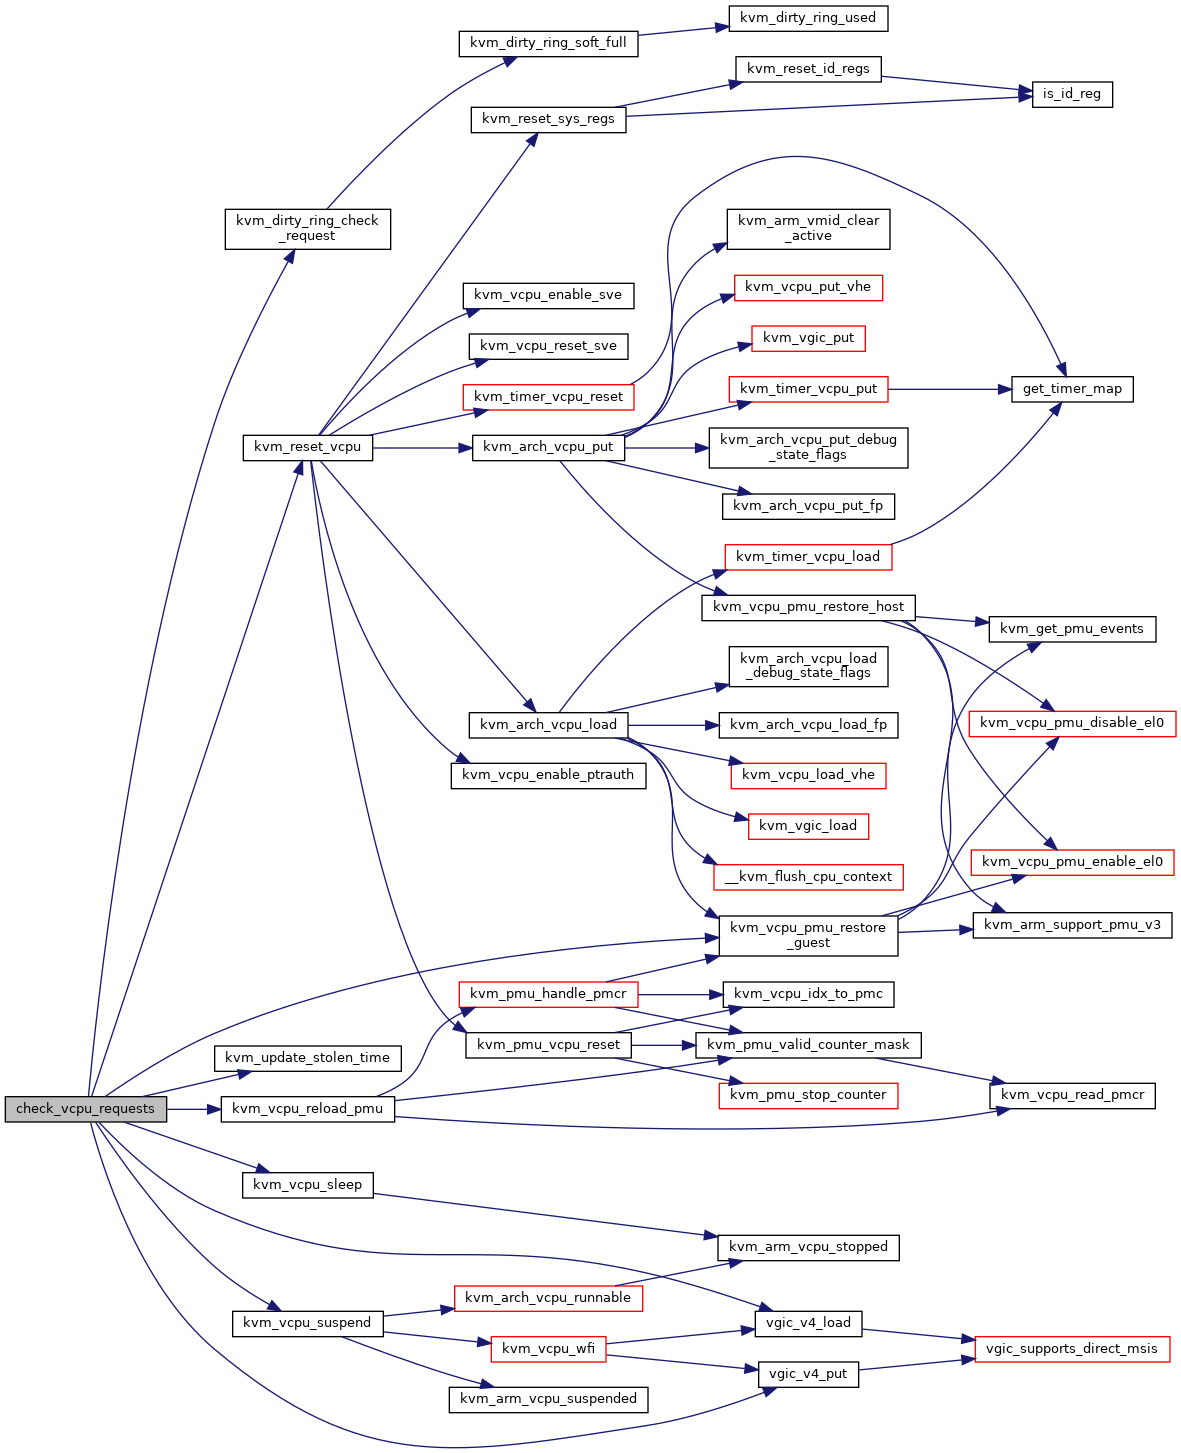 kvm_dirty_ring_used
kvm_dirty_ring_soft_full
kvm_reset_id_regs
is_id_reg
kvm_reset_sys_regs
kvm_dirty_ring_check
_request
kvm_arm_vmid_clear
_active
kvm_vcpu_put_vhe
kvm_vcpu_enable_sve
kvm_vgic_put
kvm_vcpu_reset_sve
kvm_timer_vcpu_put
get_timer_map
kvm_timer_vcpu_reset
kvm_reset_vcpu
kvm_arch_vcpu_put
kvm_arch_vcpu_put_debug
_state_flags
kvm_arch_vcpu_put_fp
kvm_timer_vcpu_load
kvm_vcpu_pmu_restore_host
kvm_get_pmu_events
kvm_arch_vcpu_load
_debug_state_flags
kvm_vcpu_pmu_disable_el0
kvm_arch_vcpu_load
kvm_arch_vcpu_load_fp
kvm_vcpu_enable_ptrauth
kvm_vcpu_load_vhe
kvm_vgic_load
kvm_vcpu_pmu_enable_el0
__kvm_flush_cpu_context
kvm_arm_support_pmu_v3
kvm_vcpu_pmu_restore
_guest
kvm_pmu_handle_pmcr
kvm_vcpu_idx_to_pmc
kvm_pmu_vcpu_reset
kvm_pmu_valid_counter_mask
kvm_update_stolen_time
kvm_pmu_stop_counter
kvm_vcpu_read_pmcr
check_vcpu_requests
kvm_vcpu_reload_pmu
kvm_vcpu_sleep
kvm_arm_vcpu_stopped
kvm_arch_vcpu_runnable
kvm_vcpu_suspend
vgic_v4_load
kvm_vcpu_wfi
vgic_supports_direct_msis
vgic_v4_put
kvm_arm_vcpu_suspended